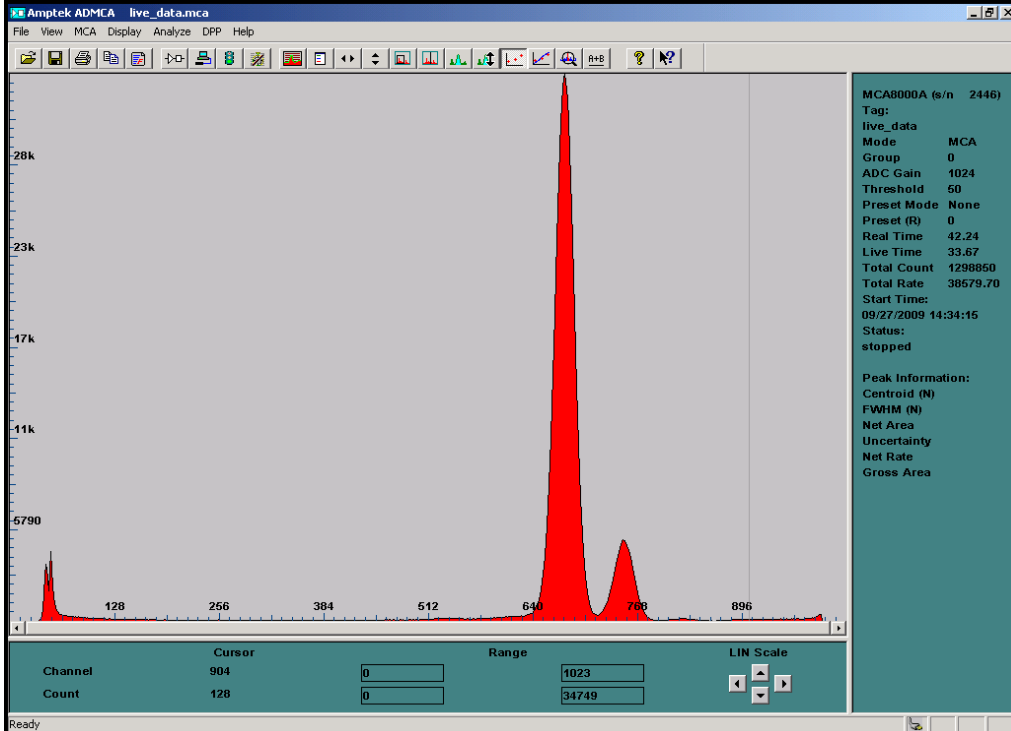 Amptek ADMCA live_data.mca
File View MCA Display Analyze DPP Help
A+B
28k
23k
17k
11k
5790
128 256 384 512 640 768 896
MCA8000A (s/n 2446)
Tag:
live_data
Mode MCA
Group 0
ADC Gain 1024
Threshold 50
Preset Mode None
Preset (R) 0
Real Time 42.24
Live Time 33.67
Total Count 1298850
Total Rate 38579.70
Start Time:
09/27/2009 14:34:15
Status:
stopped
Peak Information:
Centroid (N)
FWHM (N)
Net Area
Uncertainty
Net Rate
Gross Area
Cursor Range LIN Scale
Channel 904 0 1023
Count 128 0 34749
Ready